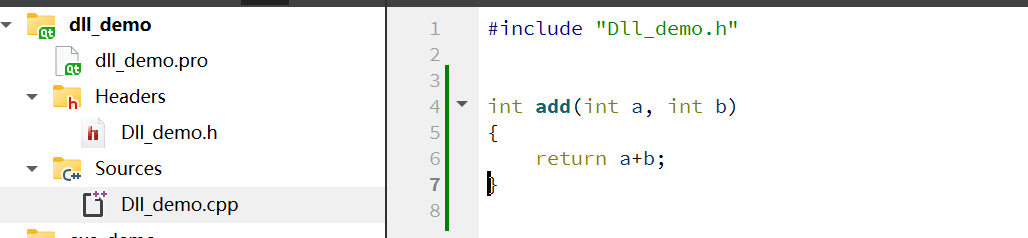 dll_demo
dll_demo.pro
Headers
Dll_demo.h
Sources
Dll_demo.cpp
1 #include "Dll_demo.h"
2
3
4 int add(int a, int b)
5 {
6     return a+b;
7 }
8